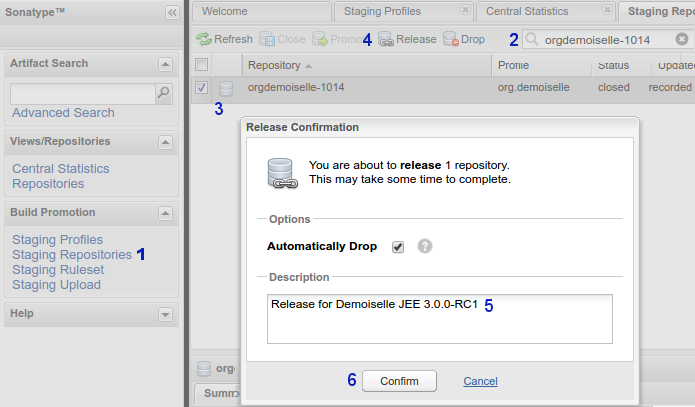 Sonatype™
Welcome
Staging Profiles
Central Statistics
Staging Repo
Refresh
Close
Promo
4
Release
Drop
2
orgdemoiselle-1014
Artifact Search
Advanced Search
Repository
Profile
Status
Updated
orgdemoiselle-1014
org.demoiselle
closed
recorded
3
Views/Repositories
Central Statistics
Repositories
Build Promotion
Staging Profiles
Staging Repositories 1
Staging Ruleset
Staging Upload
Help
Release Confirmation
You are about to release 1 repository.
This may take some time to complete.
Options
Automatically Drop
?
Description
Release for Demoiselle JEE 3.0.0-RC1 5
6
Confirm
Cancel
orgd
Summ